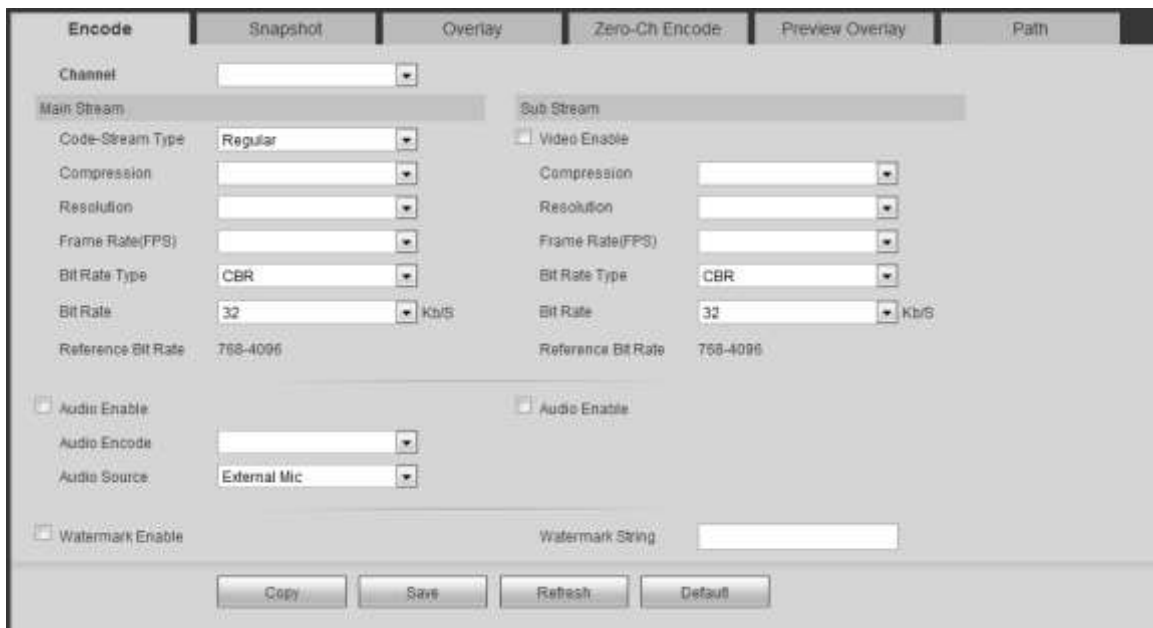 Encode Snapshot Overlay Zero-Ch Encode Preview Overlay Path
Channel
Main Stream Sub Stream
Code-Stream Type Regular Video Enable
Compression Compression
Resolution Resolution
Frame Rate(FPS) Frame Rate(FPS)
Bit Rate Type CBR Bit Rate Type CBR
Bit Rate 32 Kb/S Bit Rate 32 Kb/S
Reference Bit Rate 768-4096 Reference Bit Rate 768-4096
Audio Enable Audio Enable
Audio Encode
Audio Source External Mic
Watermark Enable Watermark String
Copy Save Refresh Default